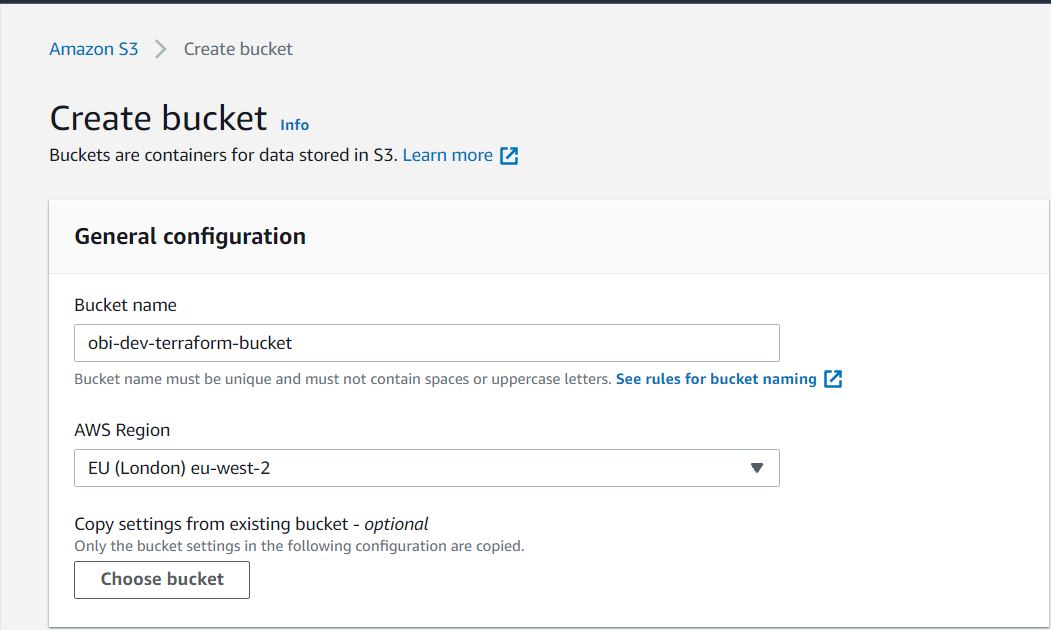 Amazon S3 > Create bucket
Create bucket Info
Buckets are containers for data stored in S3. Learn more
General configuration
Bucket name
obi-dev-terraform-bucket
Bucket name must be unique and must not contain spaces or uppercase letters. See rules for bucket naming
AWS Region
EU (London) eu-west-2
Copy settings from existing bucket - optional
Only the bucket settings in the following configuration are copied.
Choose bucket